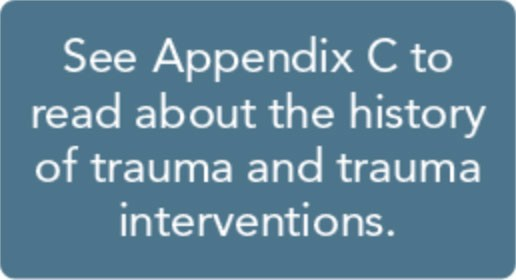 See Appendix C to
read about the history
of trauma and trauma
interventions.